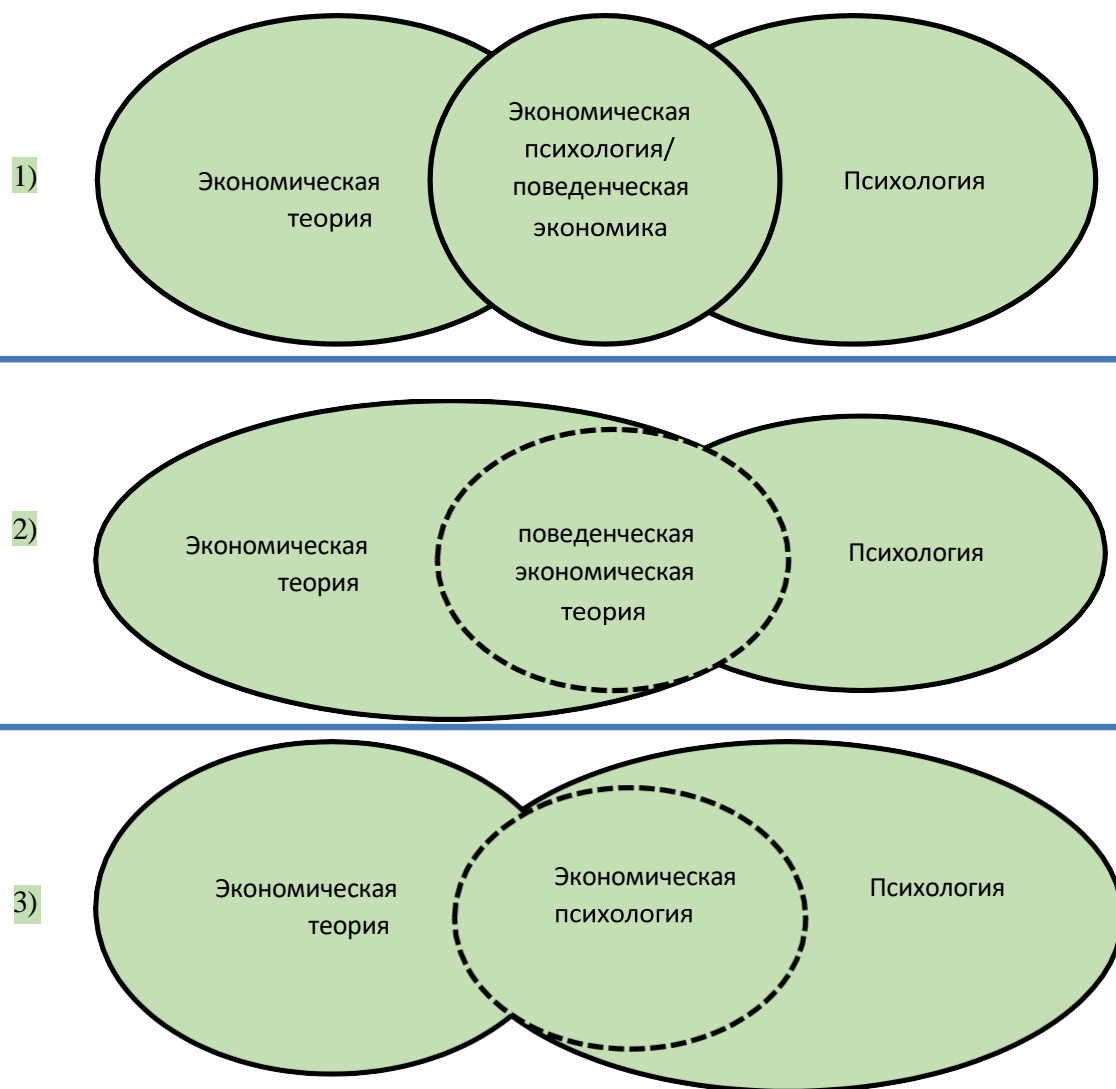 1)
Экономическая
теория
Экономическая
психология/
поведенческая
экономика
Психология
2)
Экономическая
теория
поведенческая
экономическая
теория
Психология
3)
Экономическая
теория
Экономическая
психология
Психология